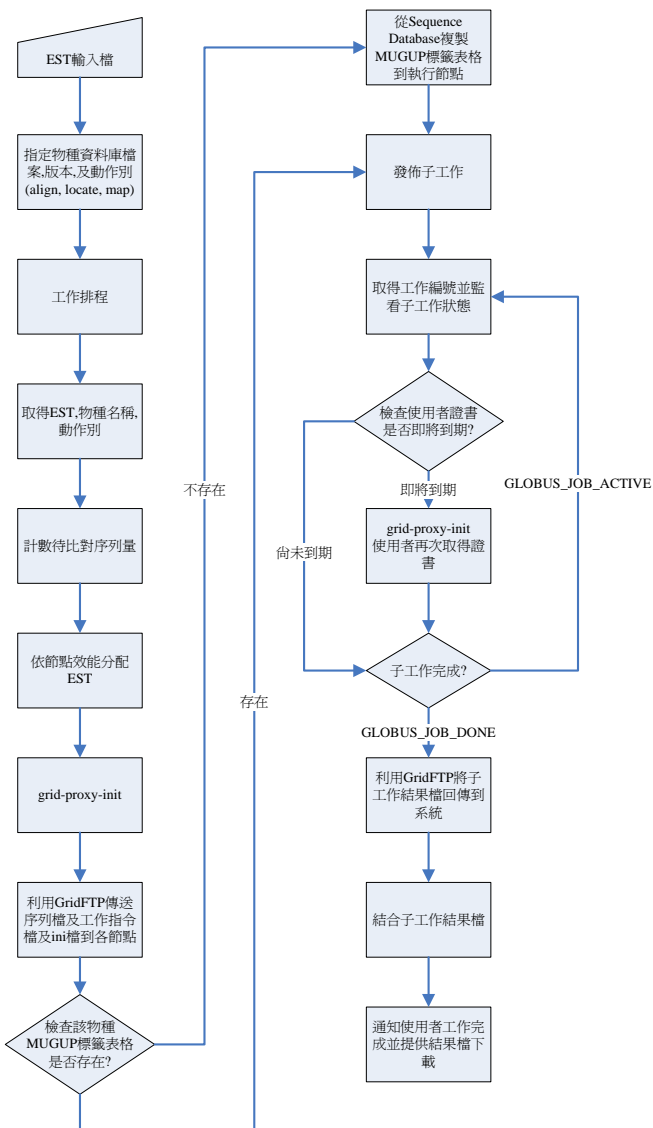 EST輸入檔
指定物種資料庫檔
案,版本,及動作別
(align, locate, map)
工作排程
取得EST,物種名稱,
動作別
計數待比對序列量
依節點效能分配
EST
grid-proxy-init
利用GridFTP傳送
序列檔及工作指令
檔及ini檔到各節點
檢查該物種
MUGUP標籤表格
是否存在?
不存在
存在
從Sequence
Database複製
MUGUP標籤表格
到執行節點
發佈子工作
取得工作編號並監
看子工作狀態
檢查使用者證書
是否即將到期?
即將到期
尙未到期
GLOBUS_JOB_ACTIVE
grid-proxy-init
使用者再次取得證
書
子工作完成?
GLOBUS_JOB_DONE
利用GridFTP將子
工作結果檔回傳到
系統
結合子工作結果檔
通知使用者工作完
成並提供結果檔下
載